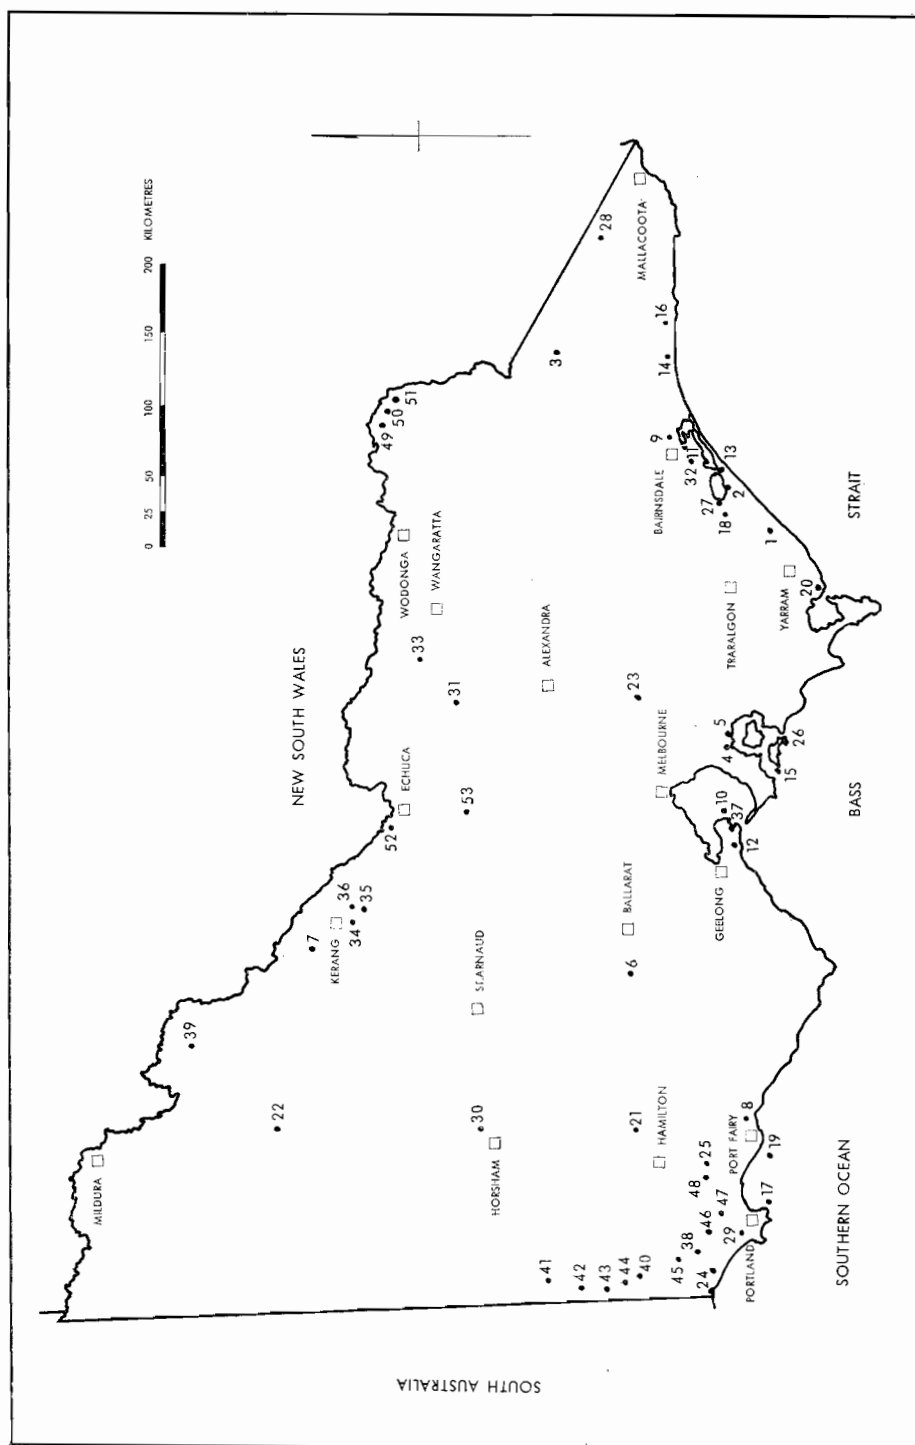 KILOMETRES
0 25 50 100 150 200
NEW SOUTH WALES
SOUTH AUSTRALIA
MILDURA
39
22
7
KERANG
34
36
35
52
ECHUCA
53
33
31
WODONGA
WANGARATTA
49
50
51
3
28
MALLACOOTA
16
14
HORSHAM
30
ST.ARNAUD
ALEXANDRA
41
42
43
44
40
45
38
24
46
47
48
25
HAMILTON
21
6
BALLARAT
MELBOURNE
23
GEELONG
10
37
12
4
5
15
26
TRARALGON
YARRAM
20
1
18
27
2
13
32
11
BAIRNSDALE
9
PORTLAND
29
17
19
PORT FAIRY
8
SOUTHERN OCEAN
BASS
STRAIT